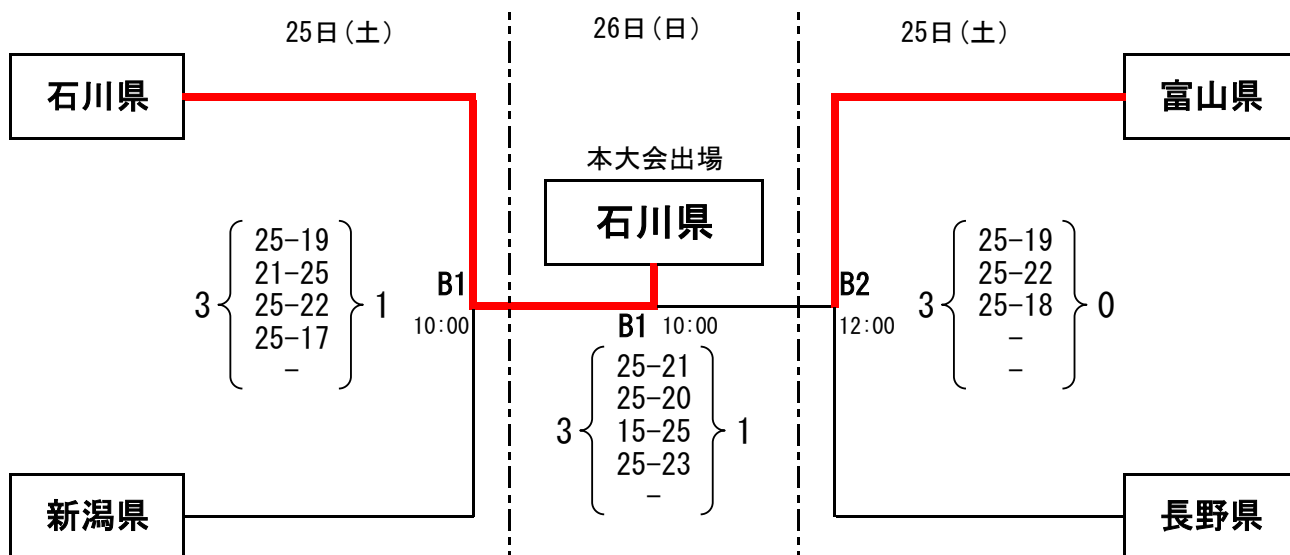 25日(土)
26日(日)
25日(土)
石川県
富山県
本大会出場
石川県
3
25-19
21-25
25-22
25-17
-
1
B1
10:00
B1 10:00
3
25-21
25-20
15-25
25-23
-
1
B2
12:00
3
25-19
25-22
25-18
-
-
0
新潟県
長野県